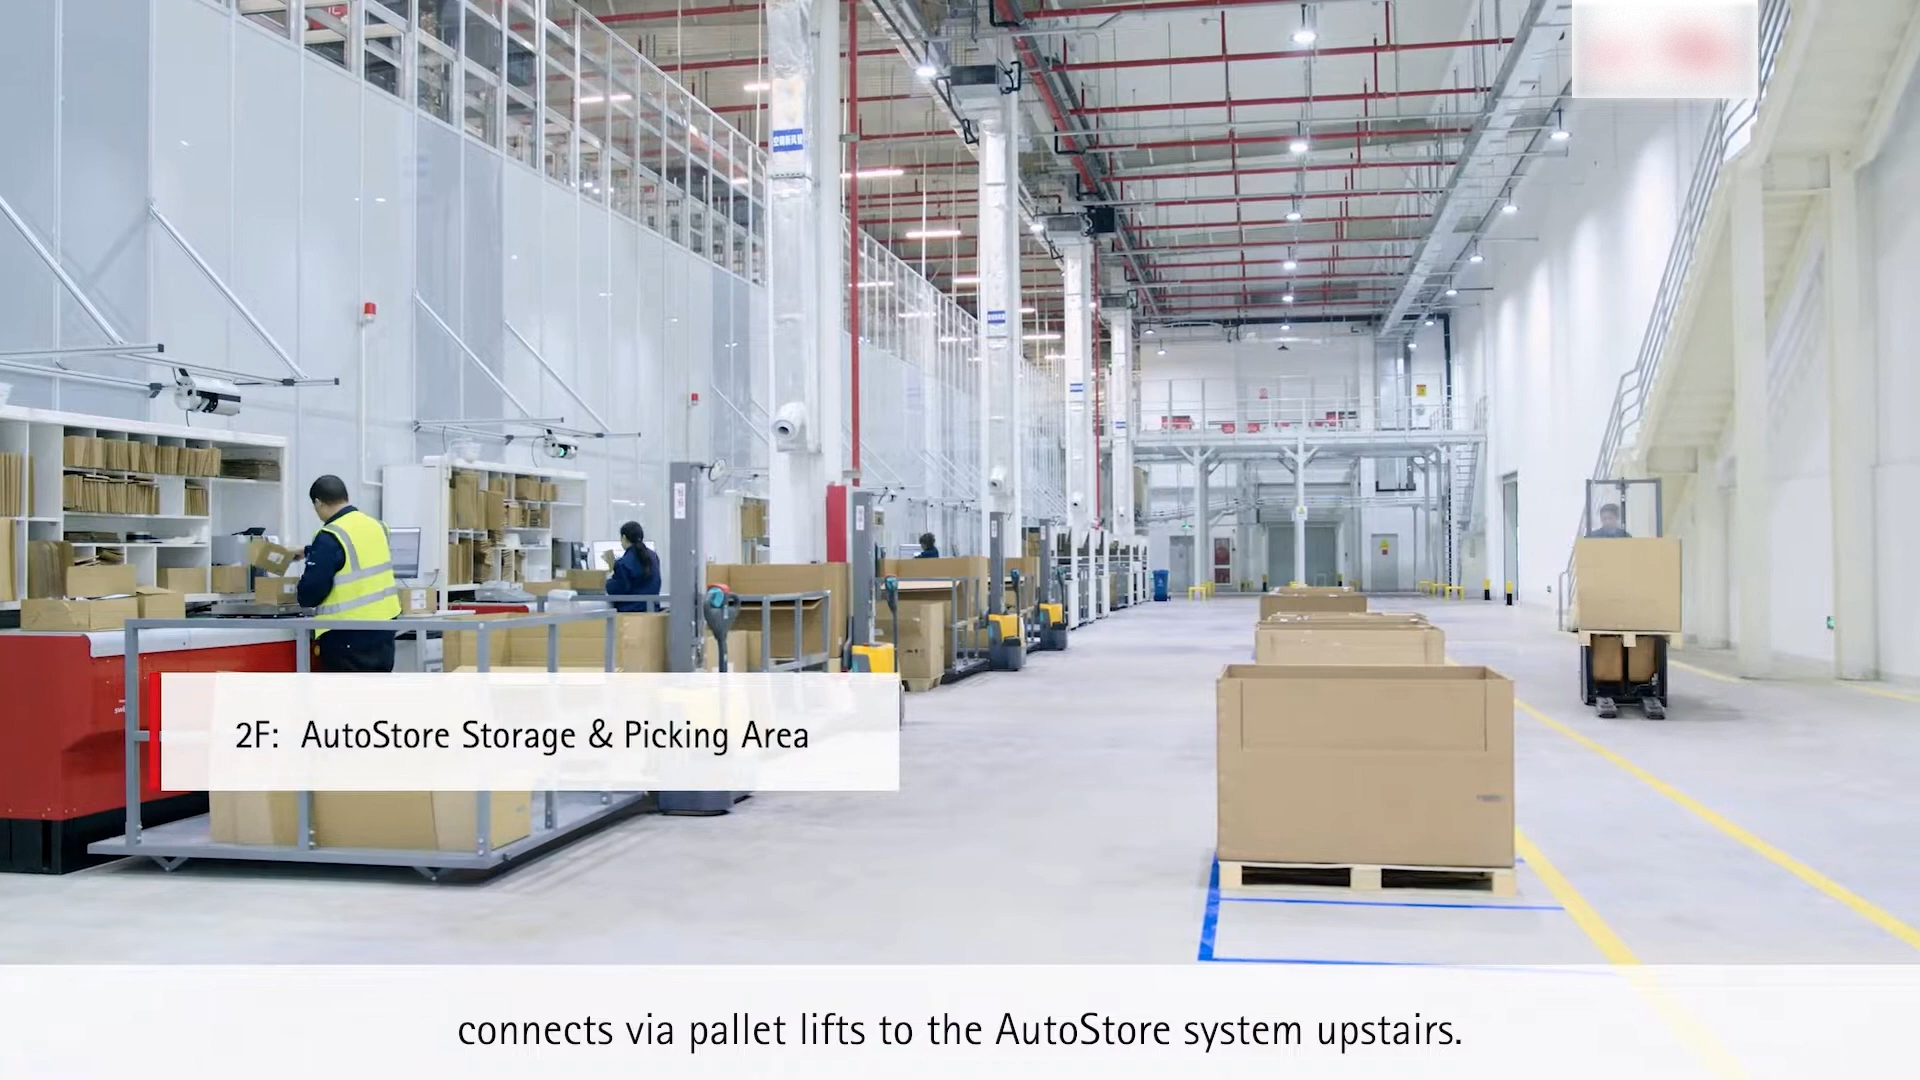 2F: AutoStore Storage & Picking Area
connects via pallet lifts to the AutoStore system upstairs.